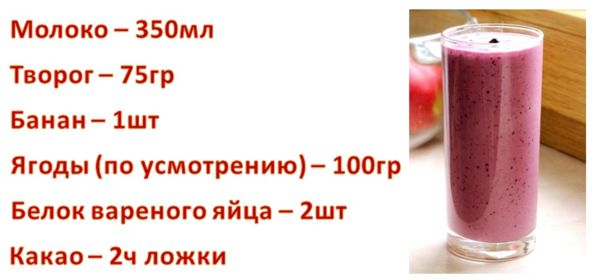 Молоко – 350мл
Творог – 75гр
Банан – 1шт
Ягоды (по усмотрению) – 100гр
Белок вареного яйца – 2шт
Какао – 2ч ложки